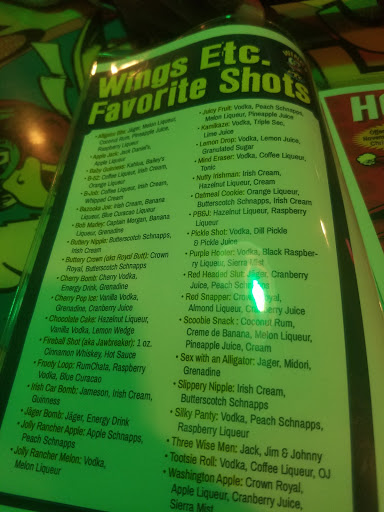 Wings Etc.
Favorite Shots
• Alligator Bite: Jäger, Melon Liqueur,
Coconut Rum, Pineapple Juice,
Raspberry Liqueur
• Apple Jack: Jack Daniel's,
Apple Liqueur
• Baby Guinness: Kahlua, Bailey's
• B-52: Coffee Liqueur, Irish Cream,
Orange Liqueur
• B-Job: Coffee Liqueur, Irish Cream,
Whipped Cream
• Bazooka Joe: Irish Cream, Banana
Liqueur, Blue Curacao Liqueur
• Bob Marley: Captain Morgan, Banana
Liqueur, Grenadine
• Buttery Nipple: Butterscotch Schnapps,
Irish Cream
• Buttery Crown (aka Royal Butt): Crown
Royal, Butterscotch Schnapps
• Cherry Bomb: Cherry Vodka,
Energy Drink, Grenadine
• Cherry Pop Ice: Vanilla Vodka,
Grenadine, Cranberry Juice
• Chocolate Cake: Hazelnut Liqueur,
Vanilla Vodka, Lemon Wedge
• Fireball Shot (aka Jawbreaker): 1 oz.
Cinnamon Whiskey, Hot Sauce
• Frooty Loop: RumChata, Raspberry
Vodka, Blue Curacao
• Irish Car Bomb: Jameson, Irish Cream,
Guinness
• Jäger Bomb: Jäger, Energy Drink
• Jolly Rancher Apple: Apple Schnapps,
Peach Schnapps
• Jolly Rancher Melon: Vodka,
Melon Liqueur
• Juicy Fruit: Vodka, Peach Schnapps,
Melon Liqueur, Pineapple Juice
• Kamikaze: Vodka, Triple Sec,
Lime Juice
• Lemon Drop: Vodka, Lemon Juice,
Granulated Sugar
• Mind Eraser: Vodka, Coffee Liqueur,
Tonic
• Nutty Irishman: Irish Cream,
Hazelnut Liqueur, Cream
• Oatmeal Cookie: Orange Liqueur,
Butterscotch Schnapps, Irish Cream
• PB&J: Hazelnut Liqueur, Raspberry
Liqueur
• Pickle Shot: Vodka, Dill Pickle
& Pickle Juice
• Purple Hooter: Vodka, Black Raspber-
ry Liqueur, Sierra Mist
• Red Headed Slut: Jäger, Cranberry
Juice, Peach Schnapps
• Red Snapper: Crown Royal,
Almond Liqueur, Cranberry Juice
• Scoobie Snack: Coconut Rum,
Creme de Banana, Melon Liqueur,
Pineapple Juice, Cream
• Sex with an Alligator: Jager, Midori,
Grenadine
• Slippery Nipple: Irish Cream,
Butterscotch Schnapps
• Silky Panty: Vodka, Peach Schnapps,
Raspberry Liqueur
• Three Wise Men: Jack, Jim & Johnny
• Tootsie Roll: Vodka, Coffee Liqueur, OJ
• Washington Apple: Crown Royal,
Apple Liqueur, Cranberry Juice,
Sierra Mist